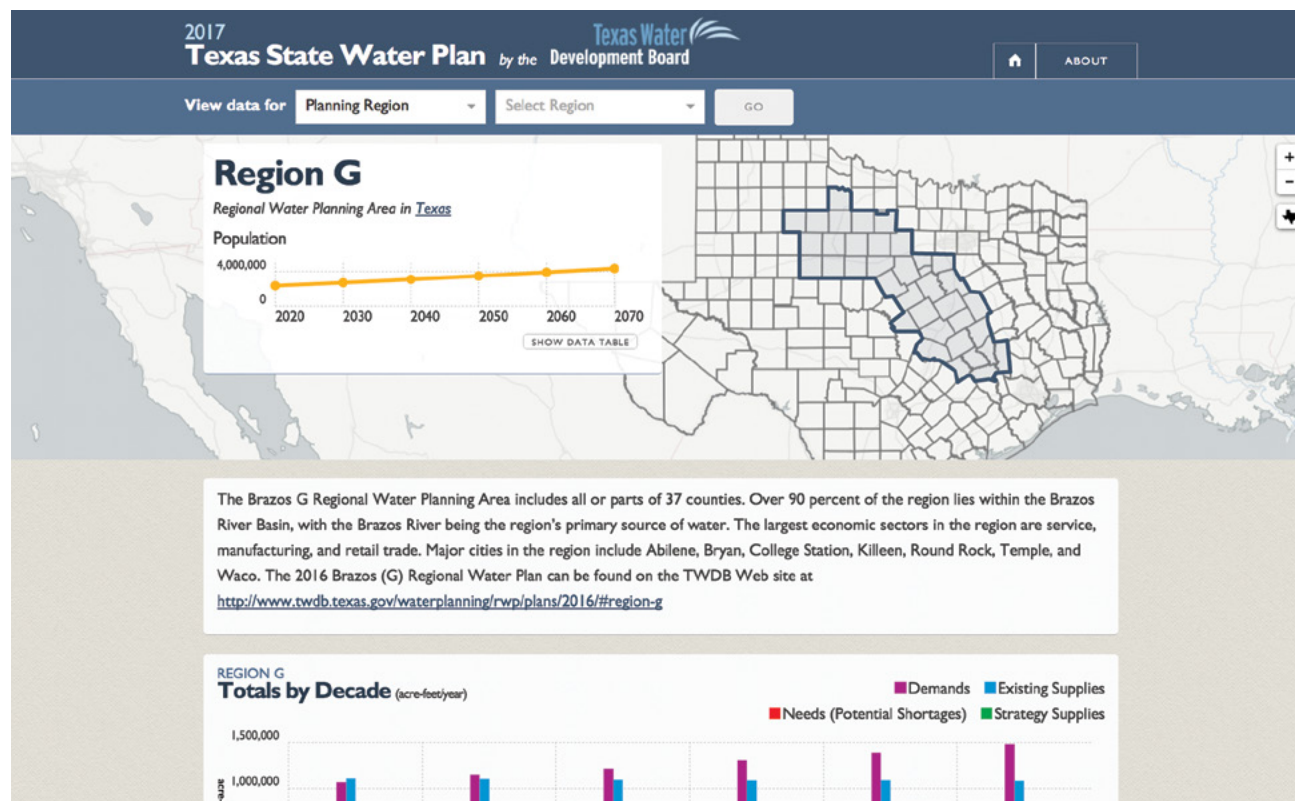 2017
Texas State Water Plan by the Texas Water Development Board
ABOUT
View data for Planning Region Select Region GO
Region G
Regional Water Planning Area in Texas
Population
4,000,000
0
2020 2030 2040 2050 2060 2070
SHOW DATA TABLE
+
−
The Brazos G Regional Water Planning Area includes all or parts of 37 counties. Over 90 percent of the region lies within the Brazos
River Basin, with the Brazos River being the region's primary source of water. The largest economic sectors in the region are service,
manufacturing, and retail trade. Major cities in the region include Abilene, Bryan, College Station, Killeen, Round Rock, Temple, and
Waco. The 2016 Brazos (G) Regional Water Plan can be found on the TWDB Web site at
http://www.twdb.texas.gov/waterplanning/rwp/plans/2016/#region-g
REGION G
Totals by Decade (acre-feet/year)
Demands Existing Supplies
Needs (Potential Shortages) Strategy Supplies
1,500,000
1,000,000
acre-